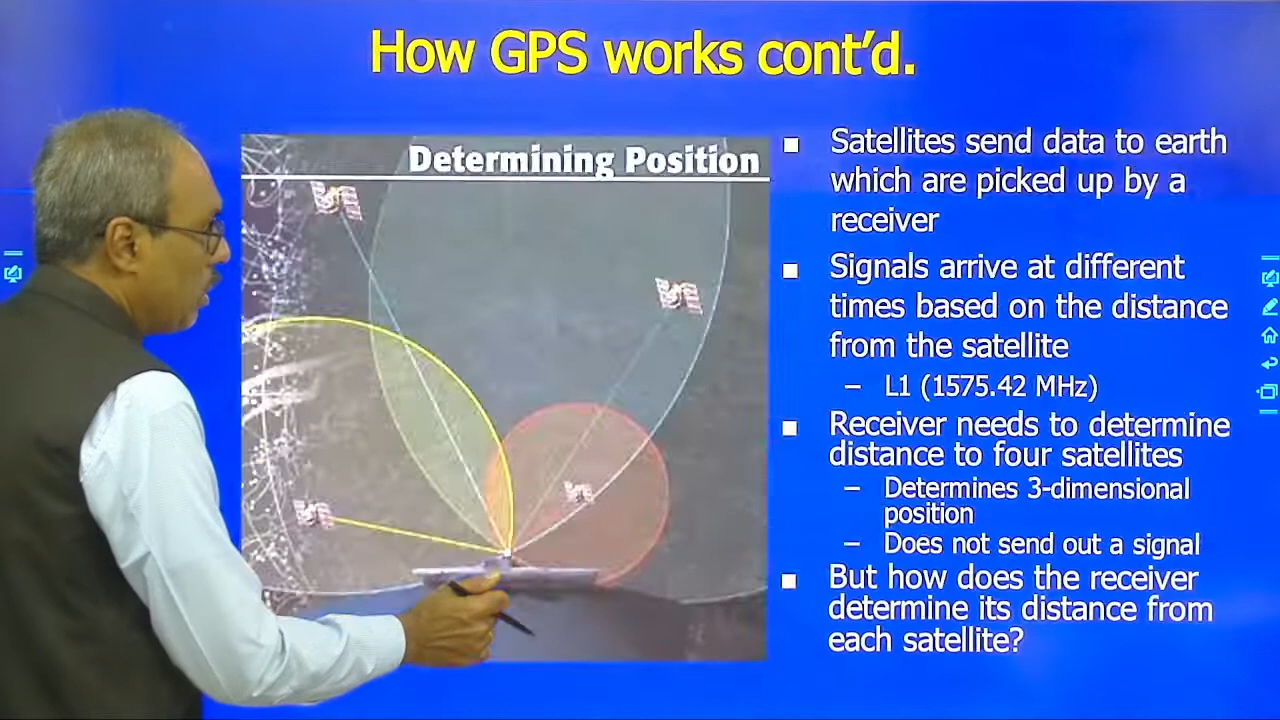 How GPS works cont'd.
Determining Position
Satellites send data to earth
which are picked up by a
receiver
Signals arrive at different
times based on the distance
from the satellite
– L1 (1575.42 MHz)
Receiver needs to determine
distance to four satellites
– Determines 3-dimensional
position
– Does not send out a signal
But how does the receiver
determine its distance from
each satellite?